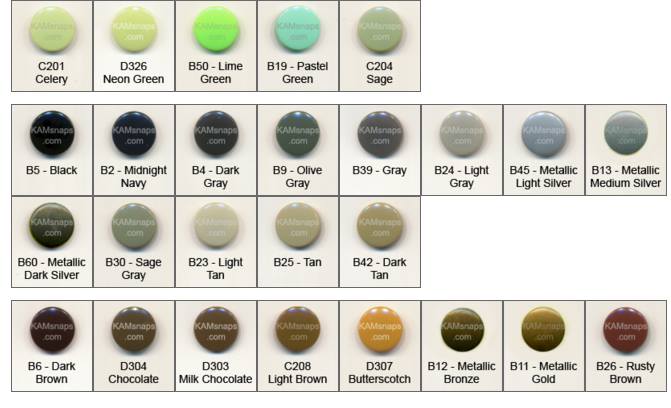 KAMsnaps KAMsnaps KAMsnaps KAMsnaps KAMsnaps
.com .com .com .com .com
C201 D326 B50 - Lime B19 - Pastel C204
Celery Neon Green Green Green Sage
KAMsnaps KAMsnaps KAMsnaps KAMsnaps KAMsnaps KAMsnaps KAMsnaps KAMsnaps
.com .com .com .com .com .com .com .com
B5 - Black B2 - Midnight B4 - Dark B9 - Olive B39 - Gray B24 - Light B45 - Metallic B13 - Metallic
Navy Gray Gray Gray Light Silver Medium Silver
KAMsnaps KAMsnaps KAMsnaps KAMsnaps KAMsnaps
.com .com .com .com .com
B60 - Metallic B30 - Sage B23 - Light B25 - Tan B42 - Dark
Dark Silver Gray Tan Tan
KAMsnaps KAMsnaps KAMsnaps KAMsnaps KAMsnaps KAMsnaps KAMsnaps KAMsnaps
.com .com .com .com .com .com .com .com
B6 - Dark D304 D303 C208 D307 B12 - Metallic B11 - Metallic B26 - Rusty
Brown Chocolate Milk Chocolate Light Brown Butterscotch Bronze Gold Brown